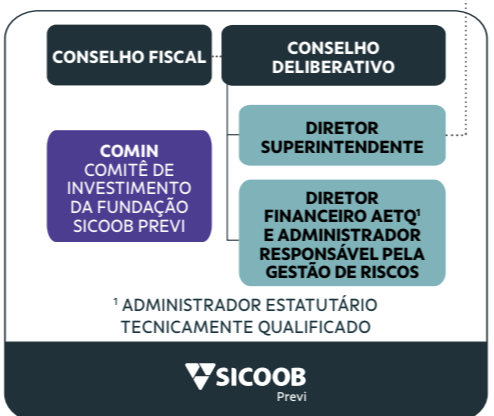 CONSELHO FISCAL
CONSELHO
DELIBERATIVO
DIRETOR
SUPERINTENDENTE
COMIN
COMITÊ DE
INVESTIMENTO
DA FUNDAÇÃO
SICOOB PREVI
DIRETOR
FINANCEIRO AETQ¹
E ADMINISTRADOR
RESPONSÁVEL PELA
GESTÃO DE RISCOS
¹ ADMINISTRADOR ESTATUTÁRIO
TECNICAMENTE QUALIFICADO
SICOOB
Previ